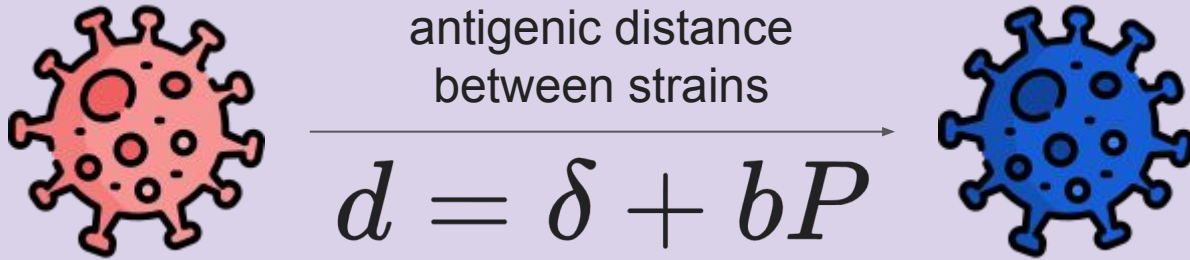 antigenic distance
between strains
d = δ + bP